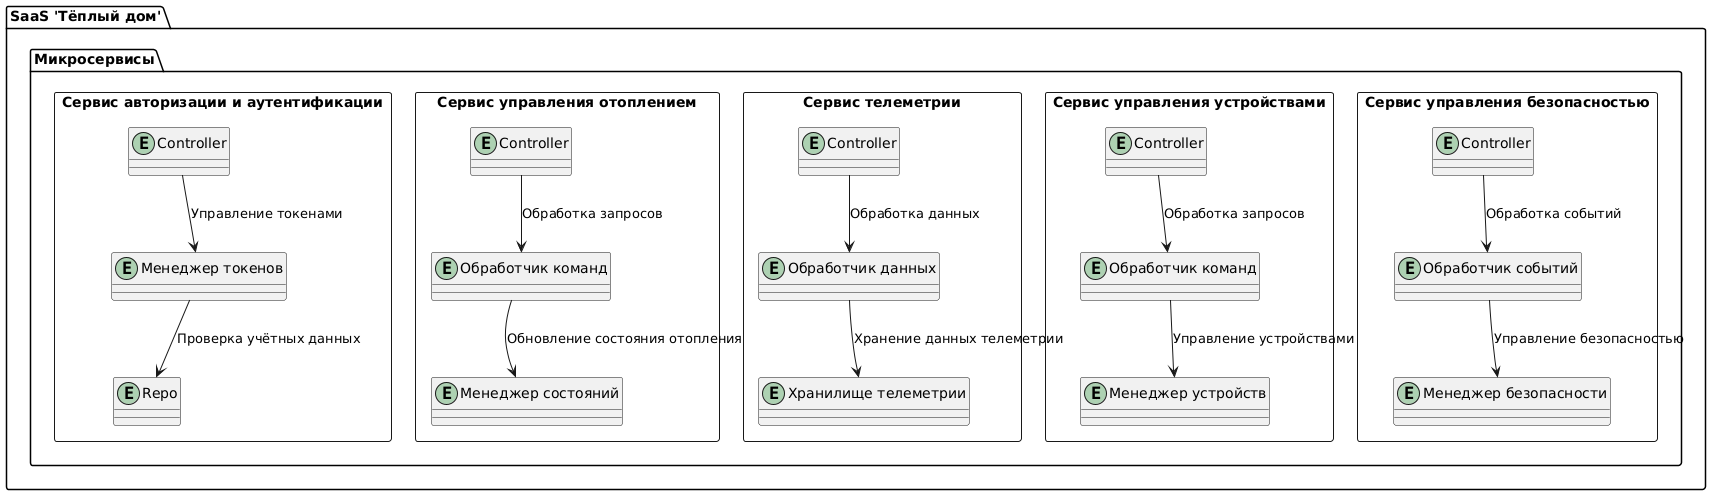 SaaS 'Тёплый дом'
Микросервисы
Сервис авторизации и аутентификации
E Controller
Управление токенами
E Менеджер токенов
Проверка учётных данных
E Repo
Сервис управления отоплением
E Controller
Обработка запросов
E Обработчик команд
Обновление состояния отопления
E Менеджер состояний
Сервис телеметрии
E Controller
Обработка данных
E Обработчик данных
Хранение данных телеметрии
E Хранилище телеметрии
Сервис управления устройствами
E Controller
Обработка запросов
E Обработчик команд
Управление устройствами
E Менеджер устройств
Сервис управления безопасностью
E Controller
Обработка событий
E Обработчик событий
Управление безопасностью
E Менеджер безопасности